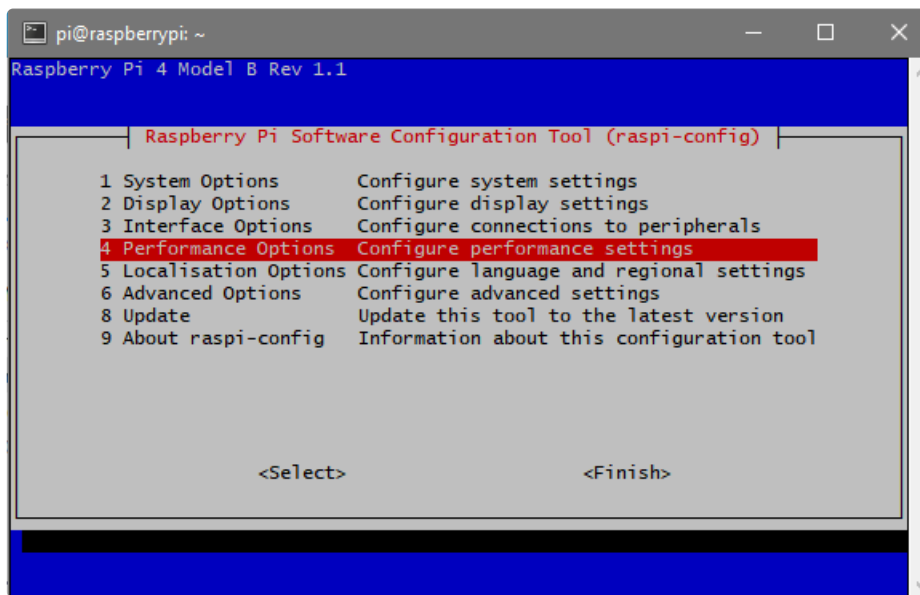 pi@raspberrypi: ~
Raspberry Pi 4 Model B Rev 1.1
Raspberry Pi Software Configuration Tool (raspi-config)
1 System Options Configure system settings
2 Display Options Configure display settings
3 Interface Options Configure connections to peripherals
4 Performance Options Configure performance settings
5 Localisation Options Configure language and regional settings
6 Advanced Options Configure advanced settings
8 Update Update this tool to the latest version
9 About raspi-config Information about this configuration tool
<Select> <Finish>